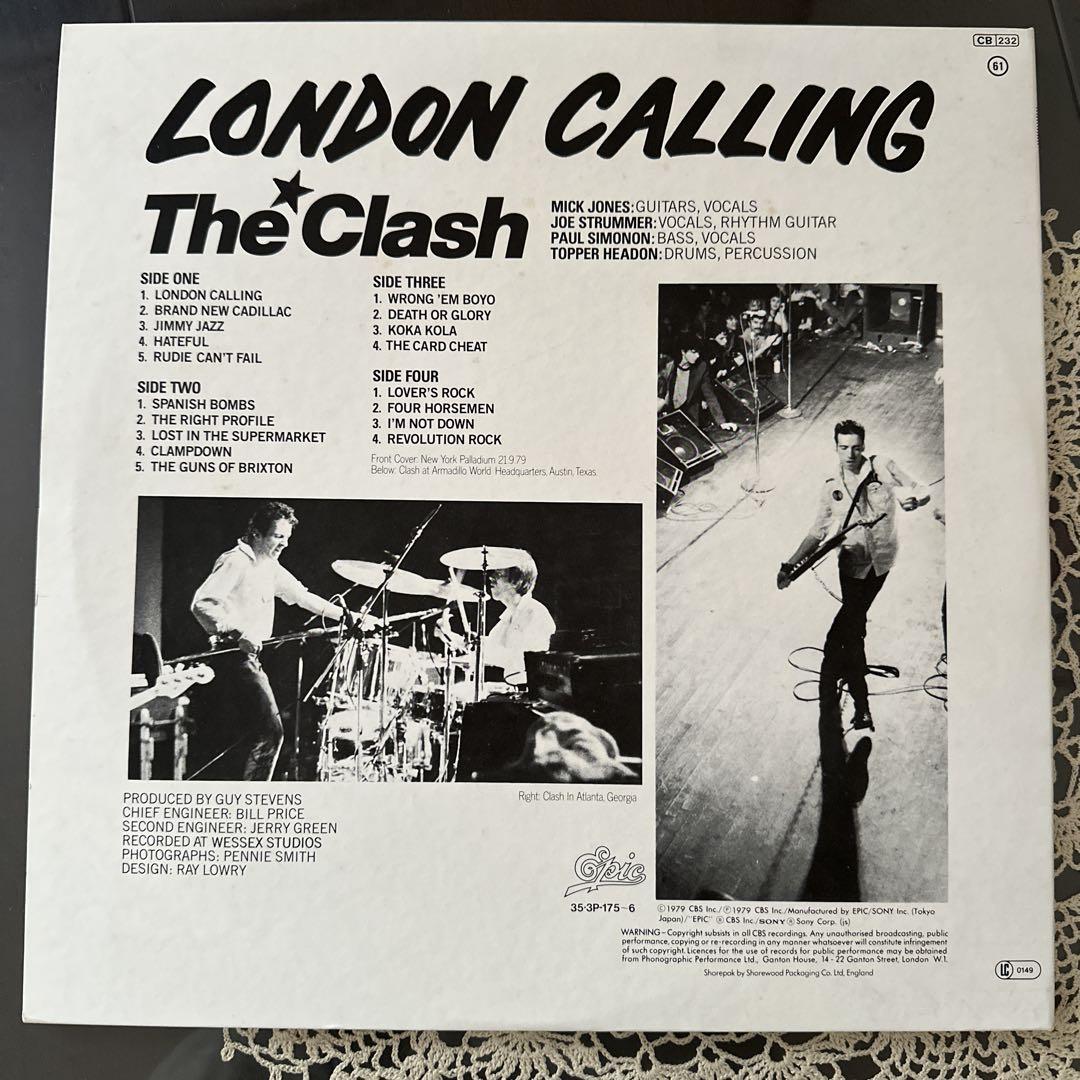 CB 232
61
LONDON CALLING
The Clash
MICK JONES: GUITARS, VOCALS
JOE STRUMMER: VOCALS, RHYTHM GUITAR
PAUL SIMONON: BASS, VOCALS
TOPPER HEADON: DRUMS, PERCUSSION
SIDE ONE
1. LONDON CALLING
2. BRAND NEW CADILLAC
3. JIMMY JAZZ
4. HATEFUL
5. RUDIE CAN'T FAIL
SIDE TWO
1. SPANISH BOMBS
2. THE RIGHT PROFILE
3. LOST IN THE SUPERMARKET
4. CLAMPDOWN
5. THE GUNS OF BRIXTON
SIDE THREE
1. WRONG 'EM BOYO
2. DEATH OR GLORY
3. KOKA KOLA
4. THE CARD CHEAT
SIDE FOUR
1. LOVER'S ROCK
2. FOUR HORSEMEN
3. I'M NOT DOWN
4. REVOLUTION ROCK
Front Cover: New York Palladium 21.9.79
Below: Clash at Armadillo World Headquarters, Austin, Texas.
Right: Clash In Atlanta, Georgia
PRODUCED BY GUY STEVENS
CHIEF ENGINEER: BILL PRICE
SECOND ENGINEER: JERRY GREEN
RECORDED AT WESSEX STUDIOS
PHOTOGRAPHS: PENNIE SMITH
DESIGN: RAY LOWRY
Epic
35·3P-175~6
Ⓒ1979 CBS Inc./Ⓟ1979 CBS Inc./Manufactured by EPIC/SONY Inc. (Tokyo
Japan)/"EPIC" ® CBS Inc./SONY ® Sony Corp. (js)
WARNING–Copyright subsists in all CBS recordings. Any unauthorised broadcasting, public
performance, copying or re-recording in any manner whatsoever will constitute infringement
of such copyright. Licences for the use of records for public performance may be obtained
from Phonographic Performance Ltd., Ganton House, 14-22 Ganton Street, London W.1.
Shorepak by Shorewood Packaging Co. Ltd, England
LC 0149